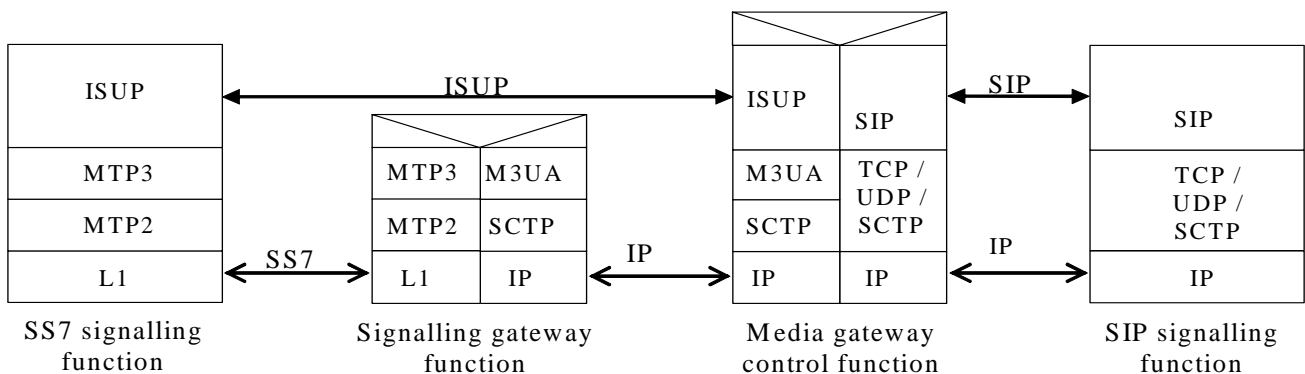 ISUP
MTP3
MTP2
L1
SS7 signalling
function
ISUP
SS7
MTP3
M3UA
MTP2
SCTP
L1
IP
Signalling gateway
function
IP
ISUP
SIP
M3UA
SCTP
TCP /
UDP /
SCTP
IP
IP
Media gateway
control function
SIP
IP
SIP
TCP /
UDP /
SCTP
IP
SIP signalling
function